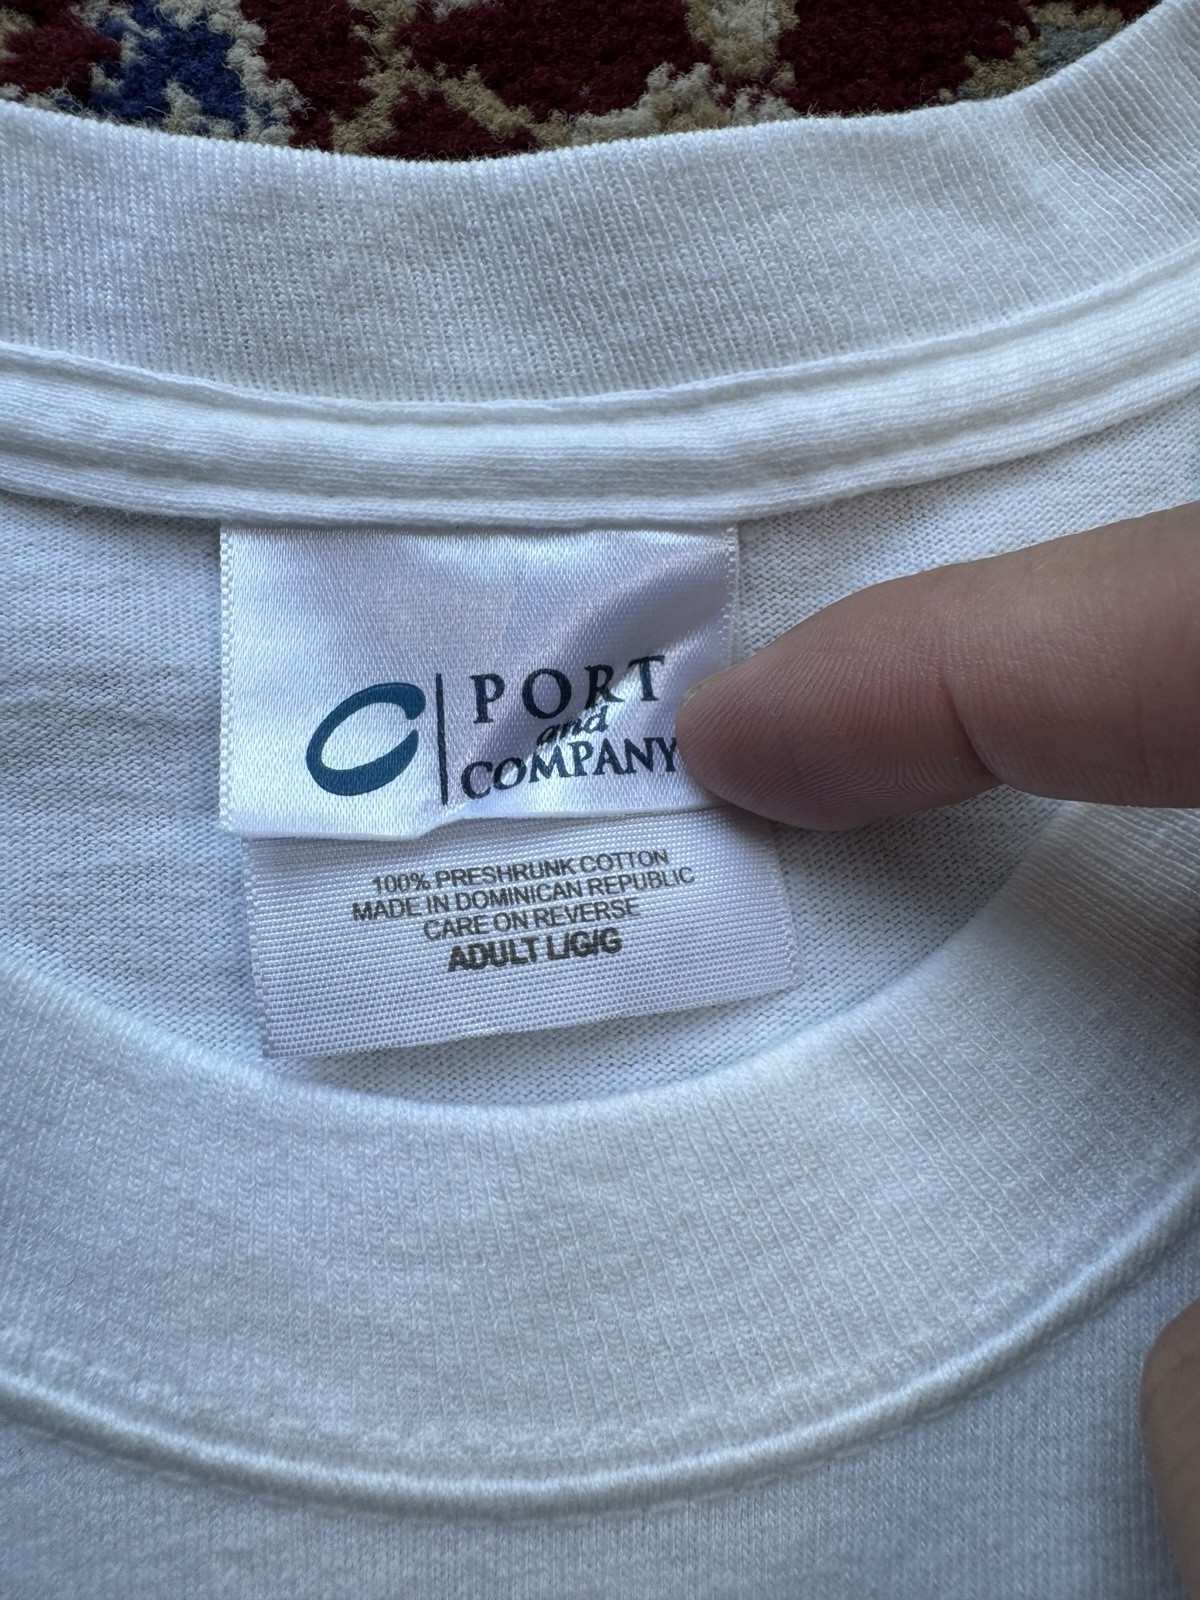 PORT
and
COMPANY
100% PRESHRUNK COTTON
MADE IN DOMINICAN REPUBLIC
CARE ON REVERSE
ADULT L/G/G